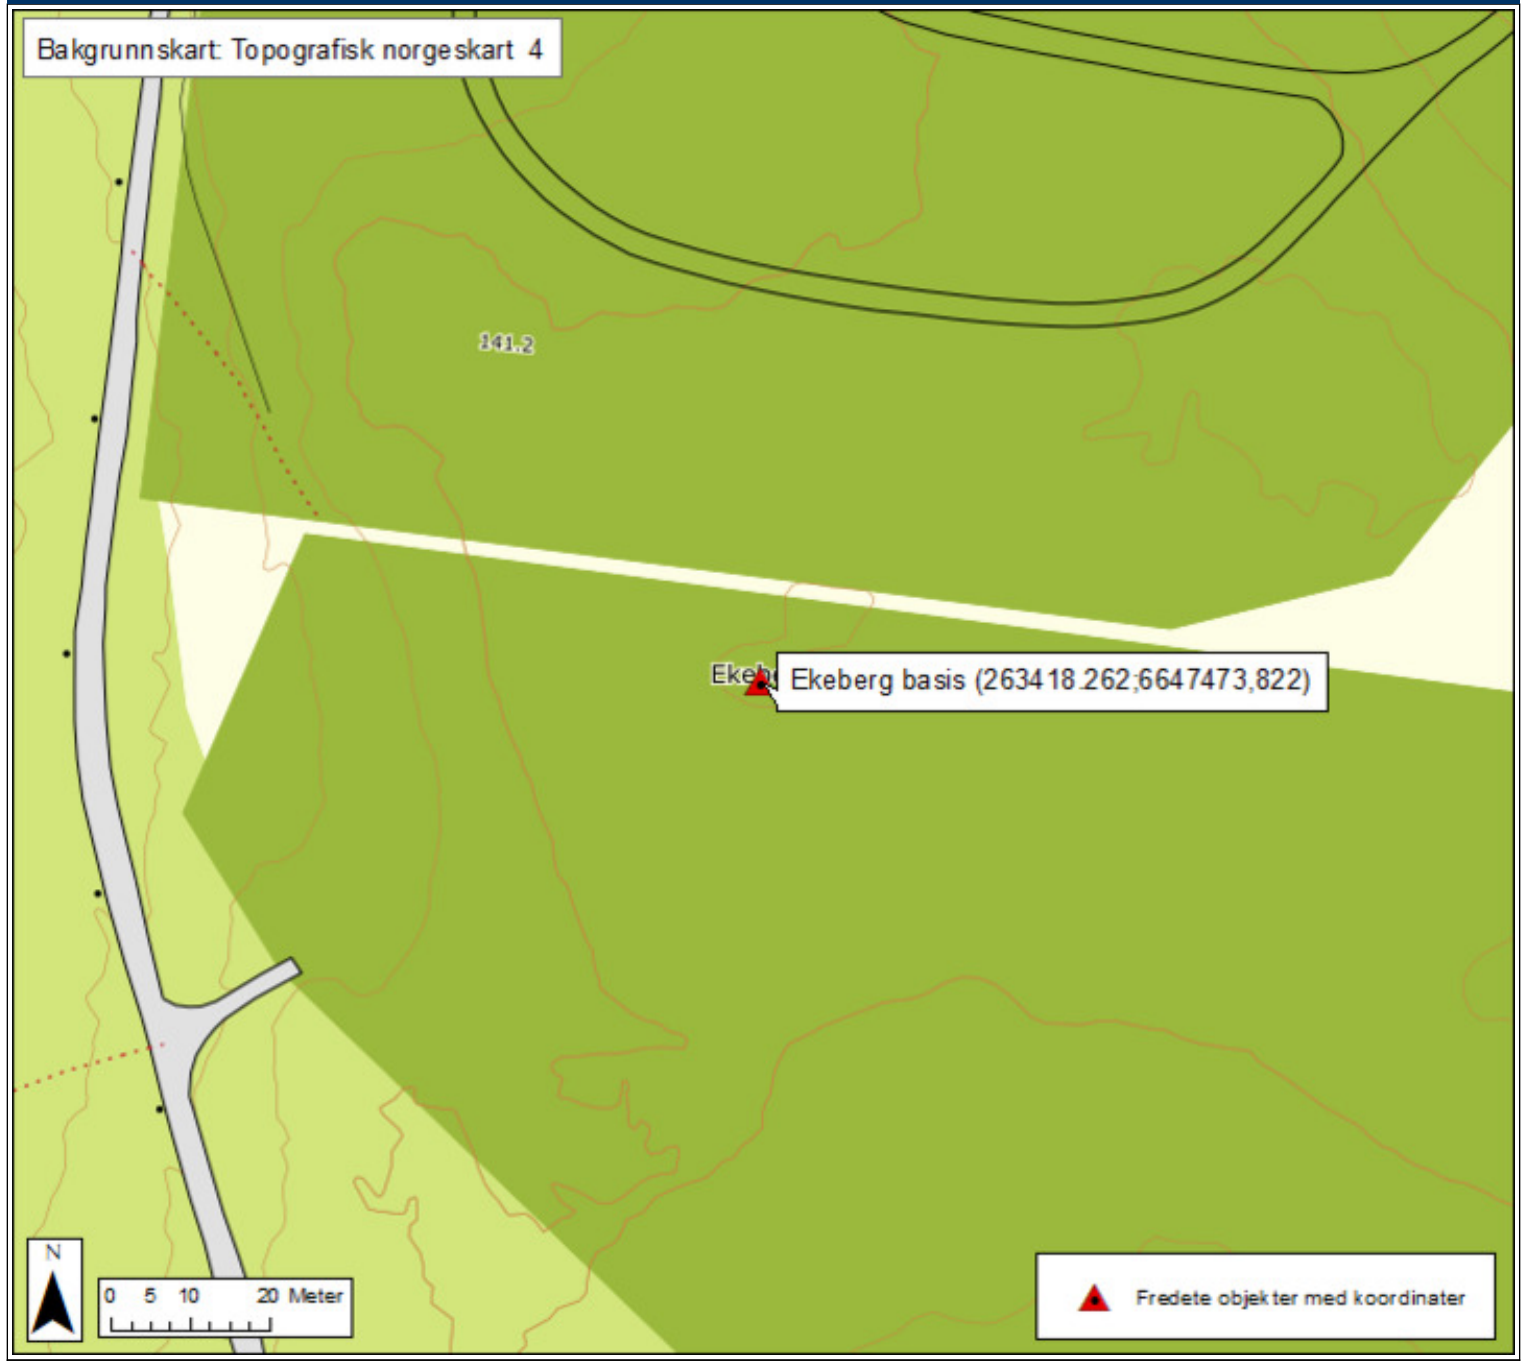 Bakgrunnskart: Topografisk norgeskart 4
141.2
Ekeberg basis (263418.262;6647473,822)
N
0 5 10 20 Meter
Fredete objekter med koordinater